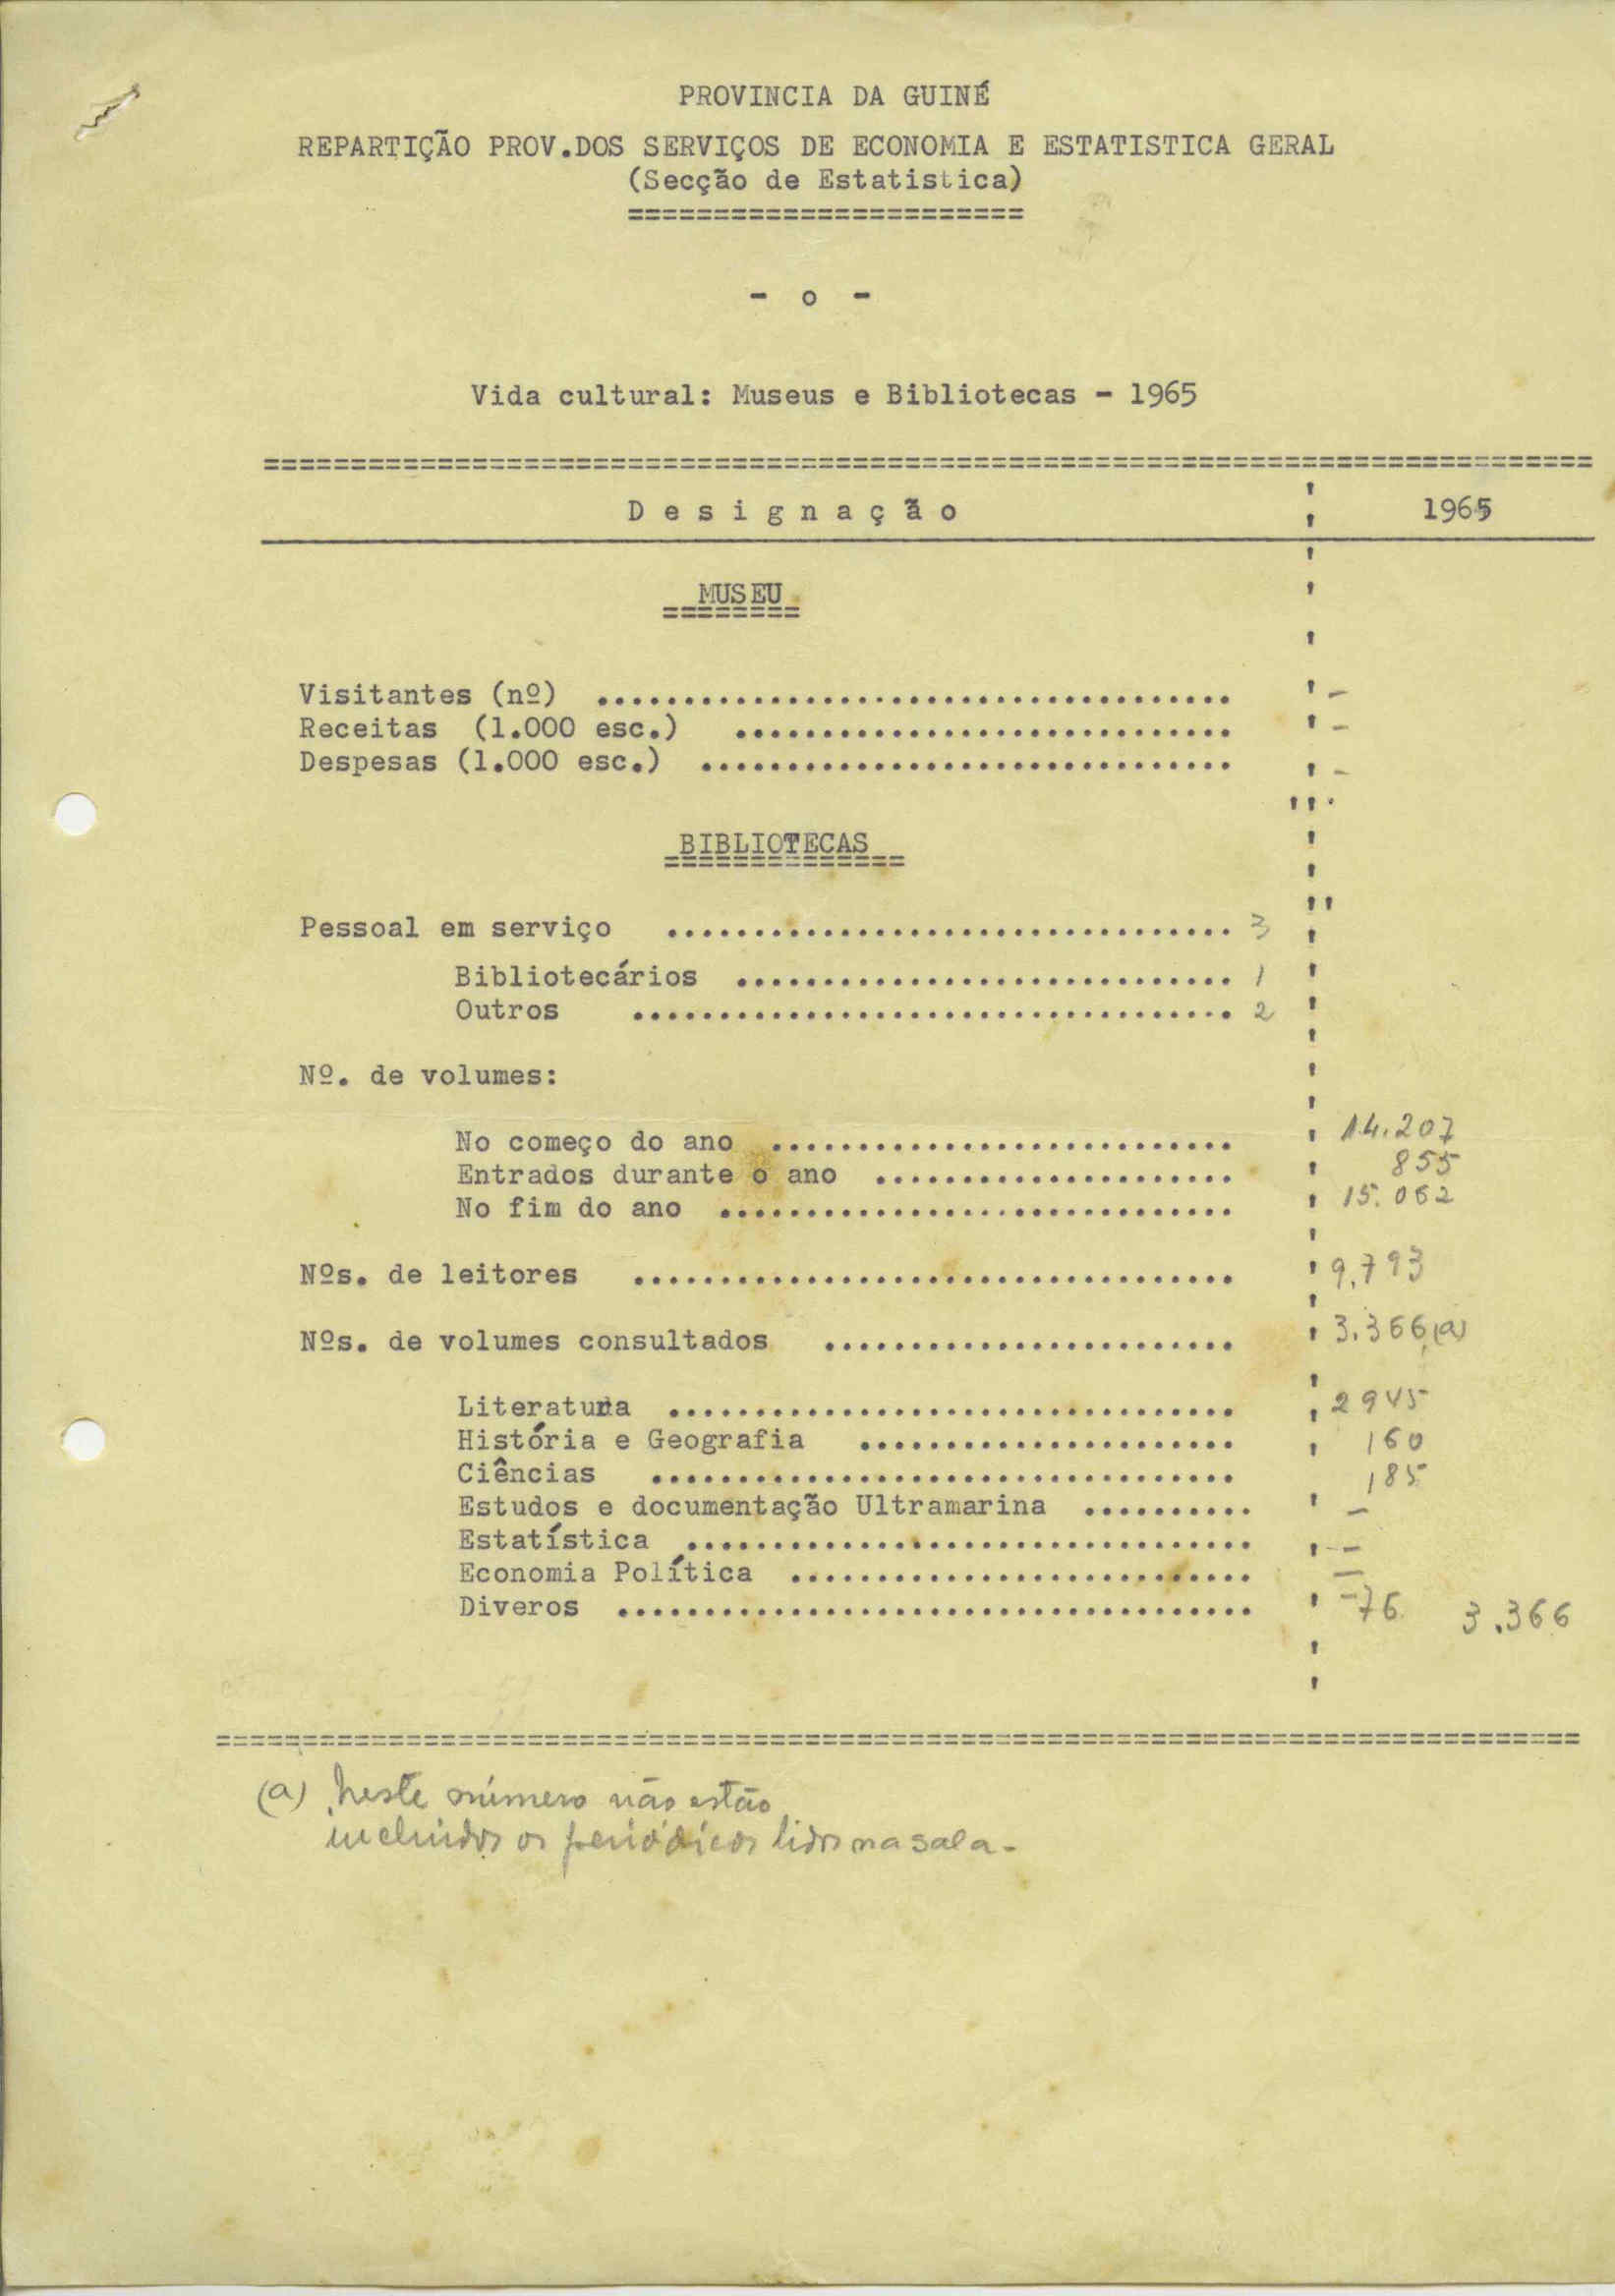 PROVINCIA DA GUINÉ
REPARTIÇÃO PROV.DOS SERVIÇOS DE ECONOMIA E ESTATISTICA GERAL
(Secção de Estatistica)
=======================
- o -
Vida cultural: Museus e Bibliotecas - 1965
D e s i g n a ç ã o 1965
MUSEU
Visitantes (nº) ..................................... -
Receitas (1.000 esc.) ............................. -
Despesas (1.000 esc.) ............................... -
BIBLIOTECAS
Pessoal em serviço ................................. 3
Bibliotecários ............................. 1
Outros ................................... 2
Nº. de volumes:
No começo do ano ........................... 14.207
Entrados durante o ano ..................... 855
No fim do ano .............................. 15.062
Nºs. de leitores ................................... 9.793
Nºs. de volumes consultados ........................ 3.366 (a)
Literatura ................................. 2945
História e Geografia ...................... 160
Ciências .................................. 185
Estudos e documentação Ultramarina .......... -
Estatística ................................. -
Economia Política ........................... -
Diveros ..................................... 76 3.366
(a) Neste número não estão
incluidos os periódicos lidos na sala-